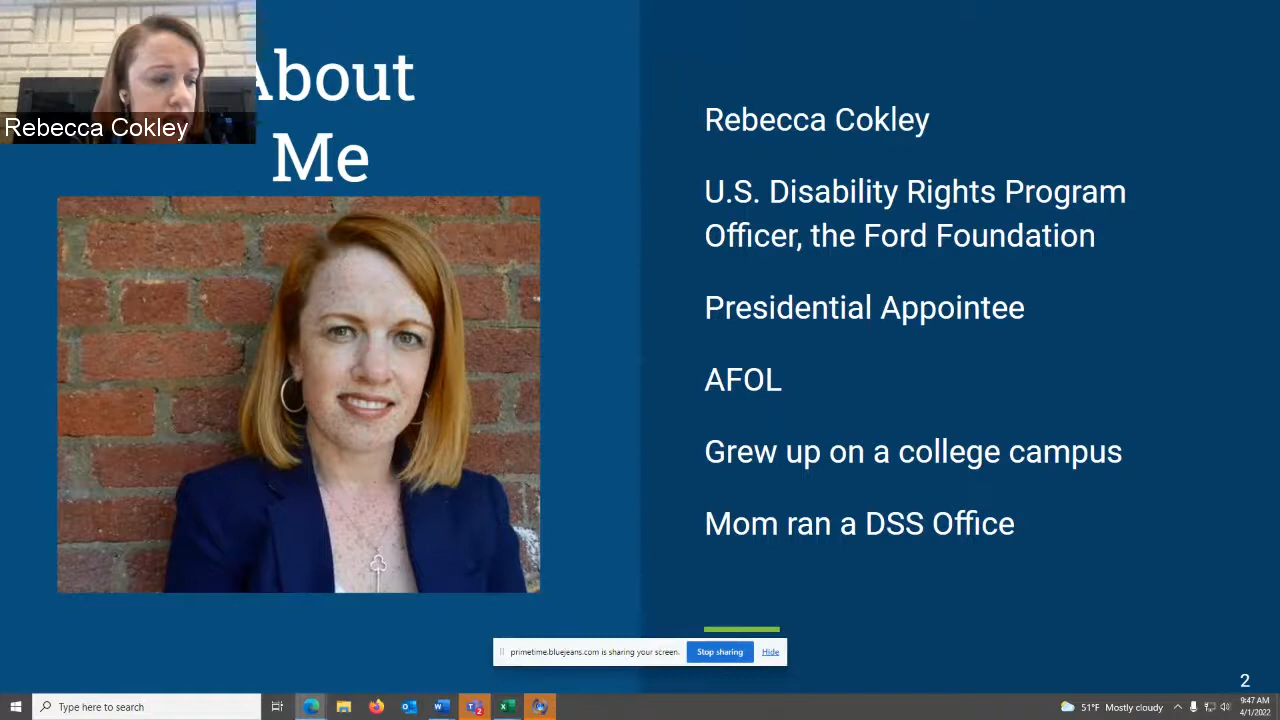 About
Me
Rebecca Cokley
Rebecca Cokley
U.S. Disability Rights Program
Officer, the Ford Foundation
Presidential Appointee
AFOL
Grew up on a college campus
Mom ran a DSS Office
primetime.bluejeans.com is sharing your screen.
Stop sharing
Hide
2
Type here to search
51°F Mostly cloudy
9:47 AM
4/1/2022